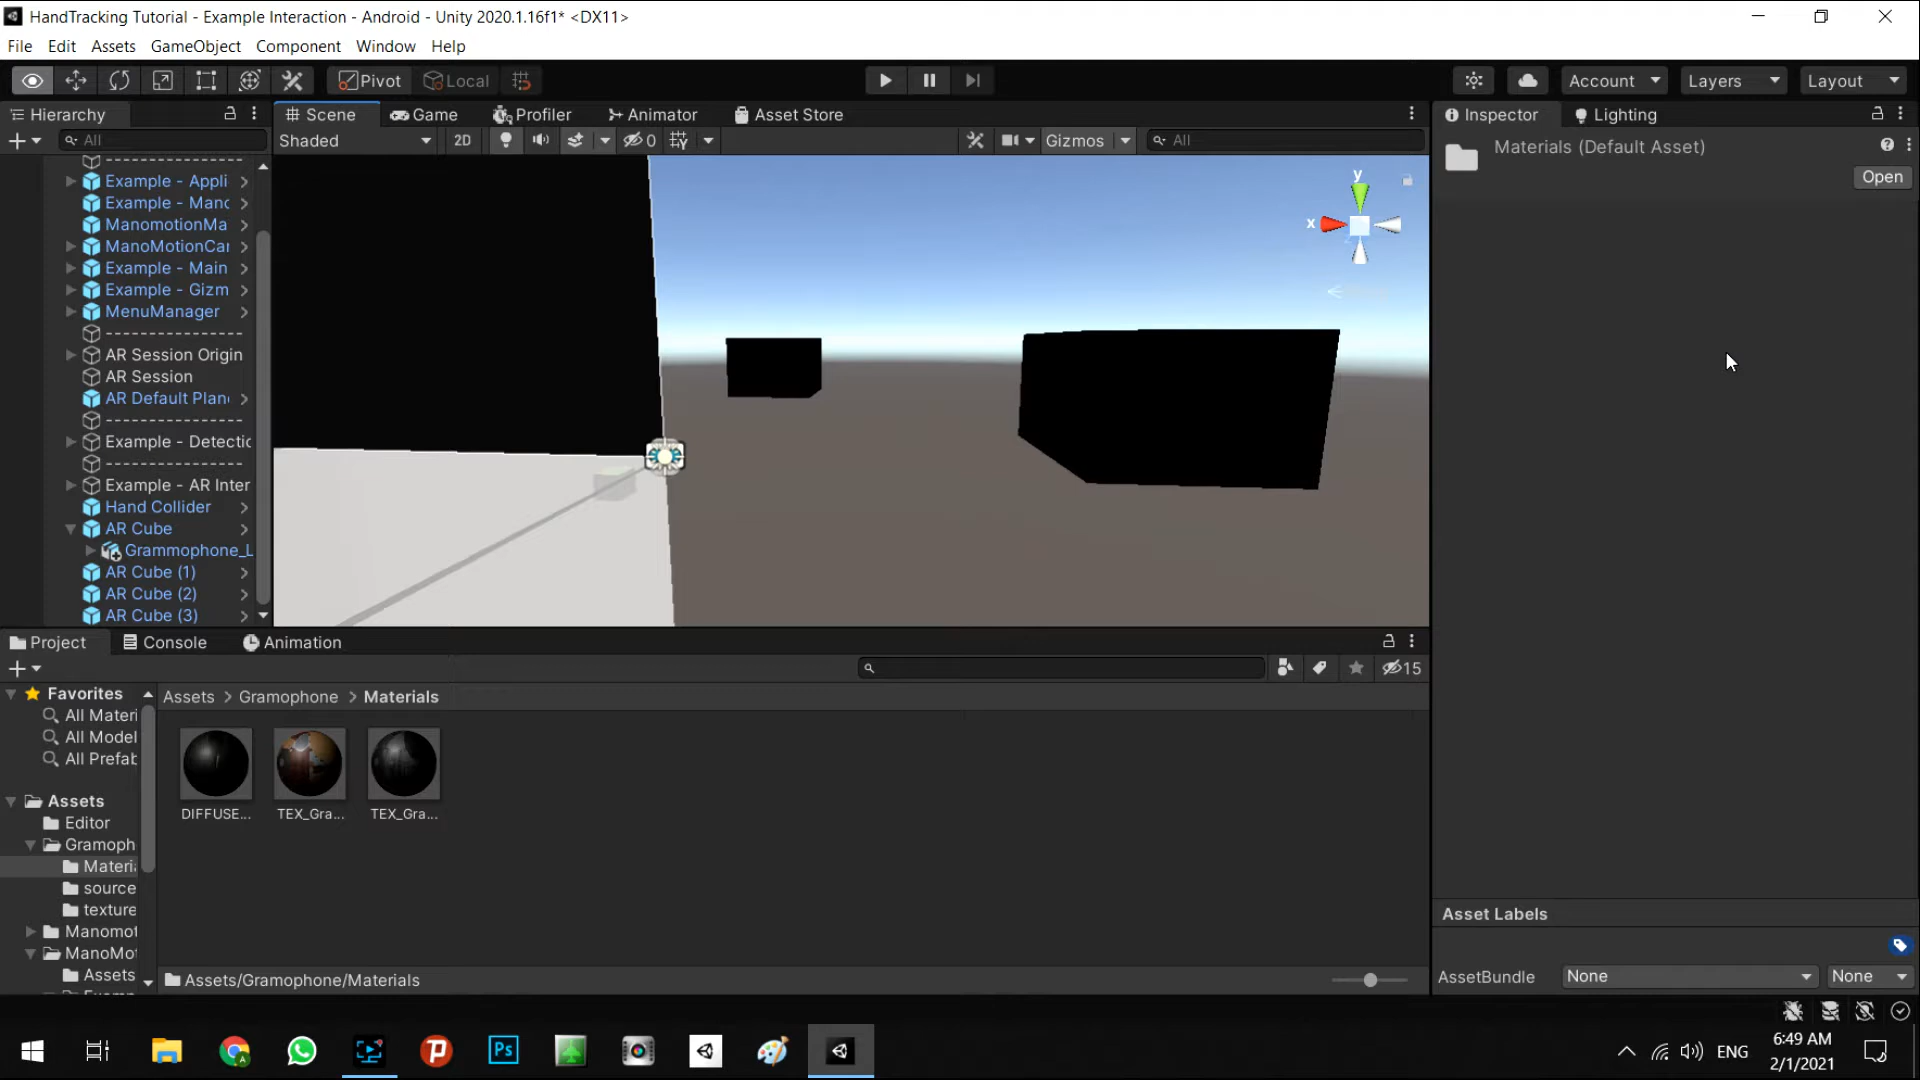 HandTracking Tutorial - Example Interaction - Android - Unity 2020.1.16f1* <DX11>
File Edit Assets GameObject Component Window Help
Pivot Local Account Layers Layout
Hierarchy Scene Game Profiler Animator Asset Store Inspector Lighting
All Shaded 2D 0 Gizmos All
Materials (Default Asset)
Open
y
x
Example - Appli
Example - Mano
ManomotionMa
ManoMotionCar
Example - Main
Example - Gizm
MenuManager
AR Session Origin
AR Session
AR Default Plan
Example - Detectio
Example - AR Inter
Hand Collider
AR Cube
Grammophone_L
AR Cube (1)
AR Cube (2)
AR Cube (3)
Project Console Animation
15
Favorites
All Materi
All Model
All Prefab
Assets
Editor
Gramoph
Materi
source
texture
Manomot
ManoMot
Assets
Assets > Gramophone > Materials
DIFFUSE... TEX_Gra... TEX_Gra...
Assets/Gramophone/Materials
Asset Labels
AssetBundle None None
Ps
ENG
6:49 AM
2/1/2021